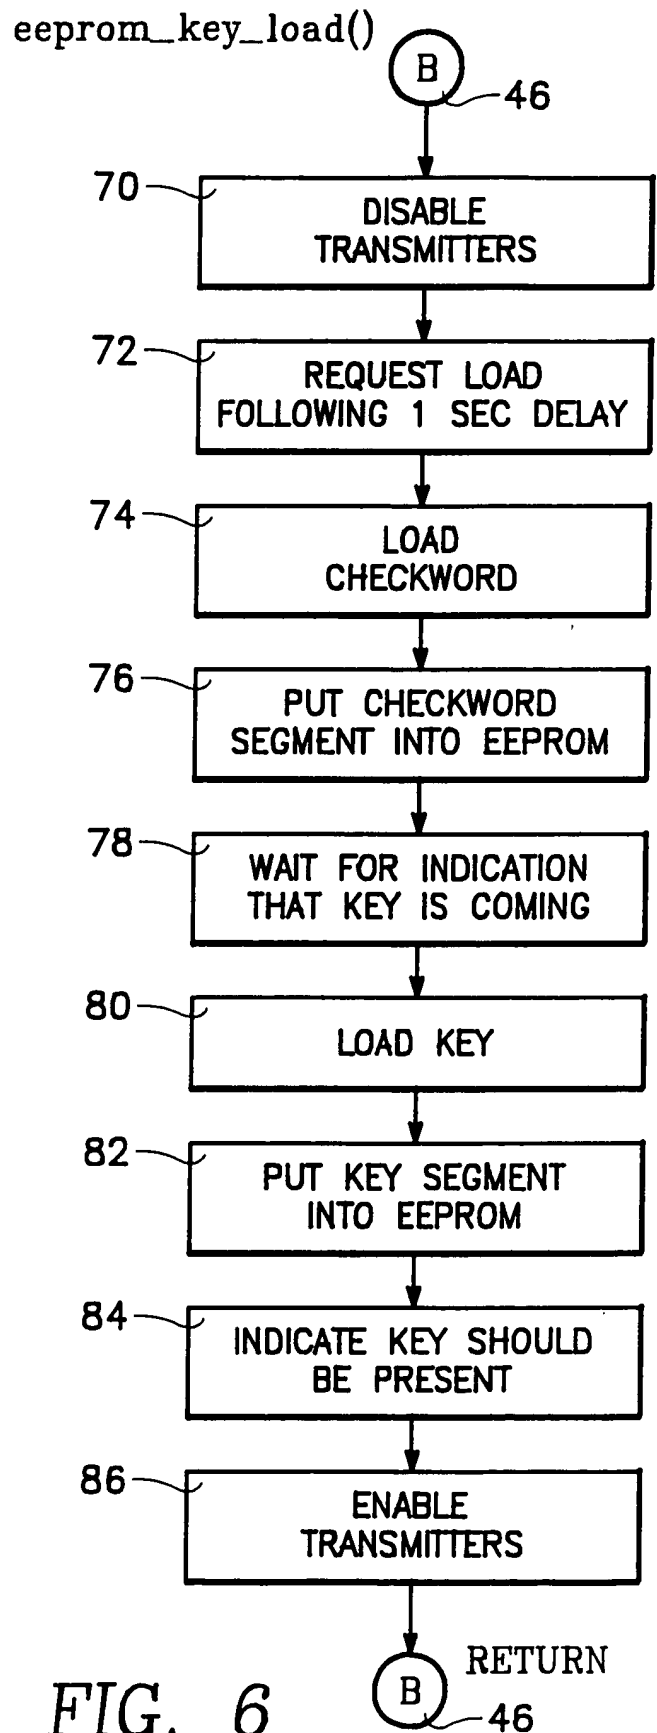 eeprom_key_load()
B
46
70
DISABLE
TRANSMITTERS
72
REQUEST LOAD
FOLLOWING 1 SEC DELAY
74
LOAD
CHECKWORD
76
PUT CHECKWORD
SEGMENT INTO EEPROM
78
WAIT FOR INDICATION
THAT KEY IS COMING
80
LOAD KEY
82
PUT KEY SEGMENT
INTO EEPROM
84
INDICATE KEY SHOULD
BE PRESENT
86
ENABLE
TRANSMITTERS
B
RETURN
46
FIG. 6